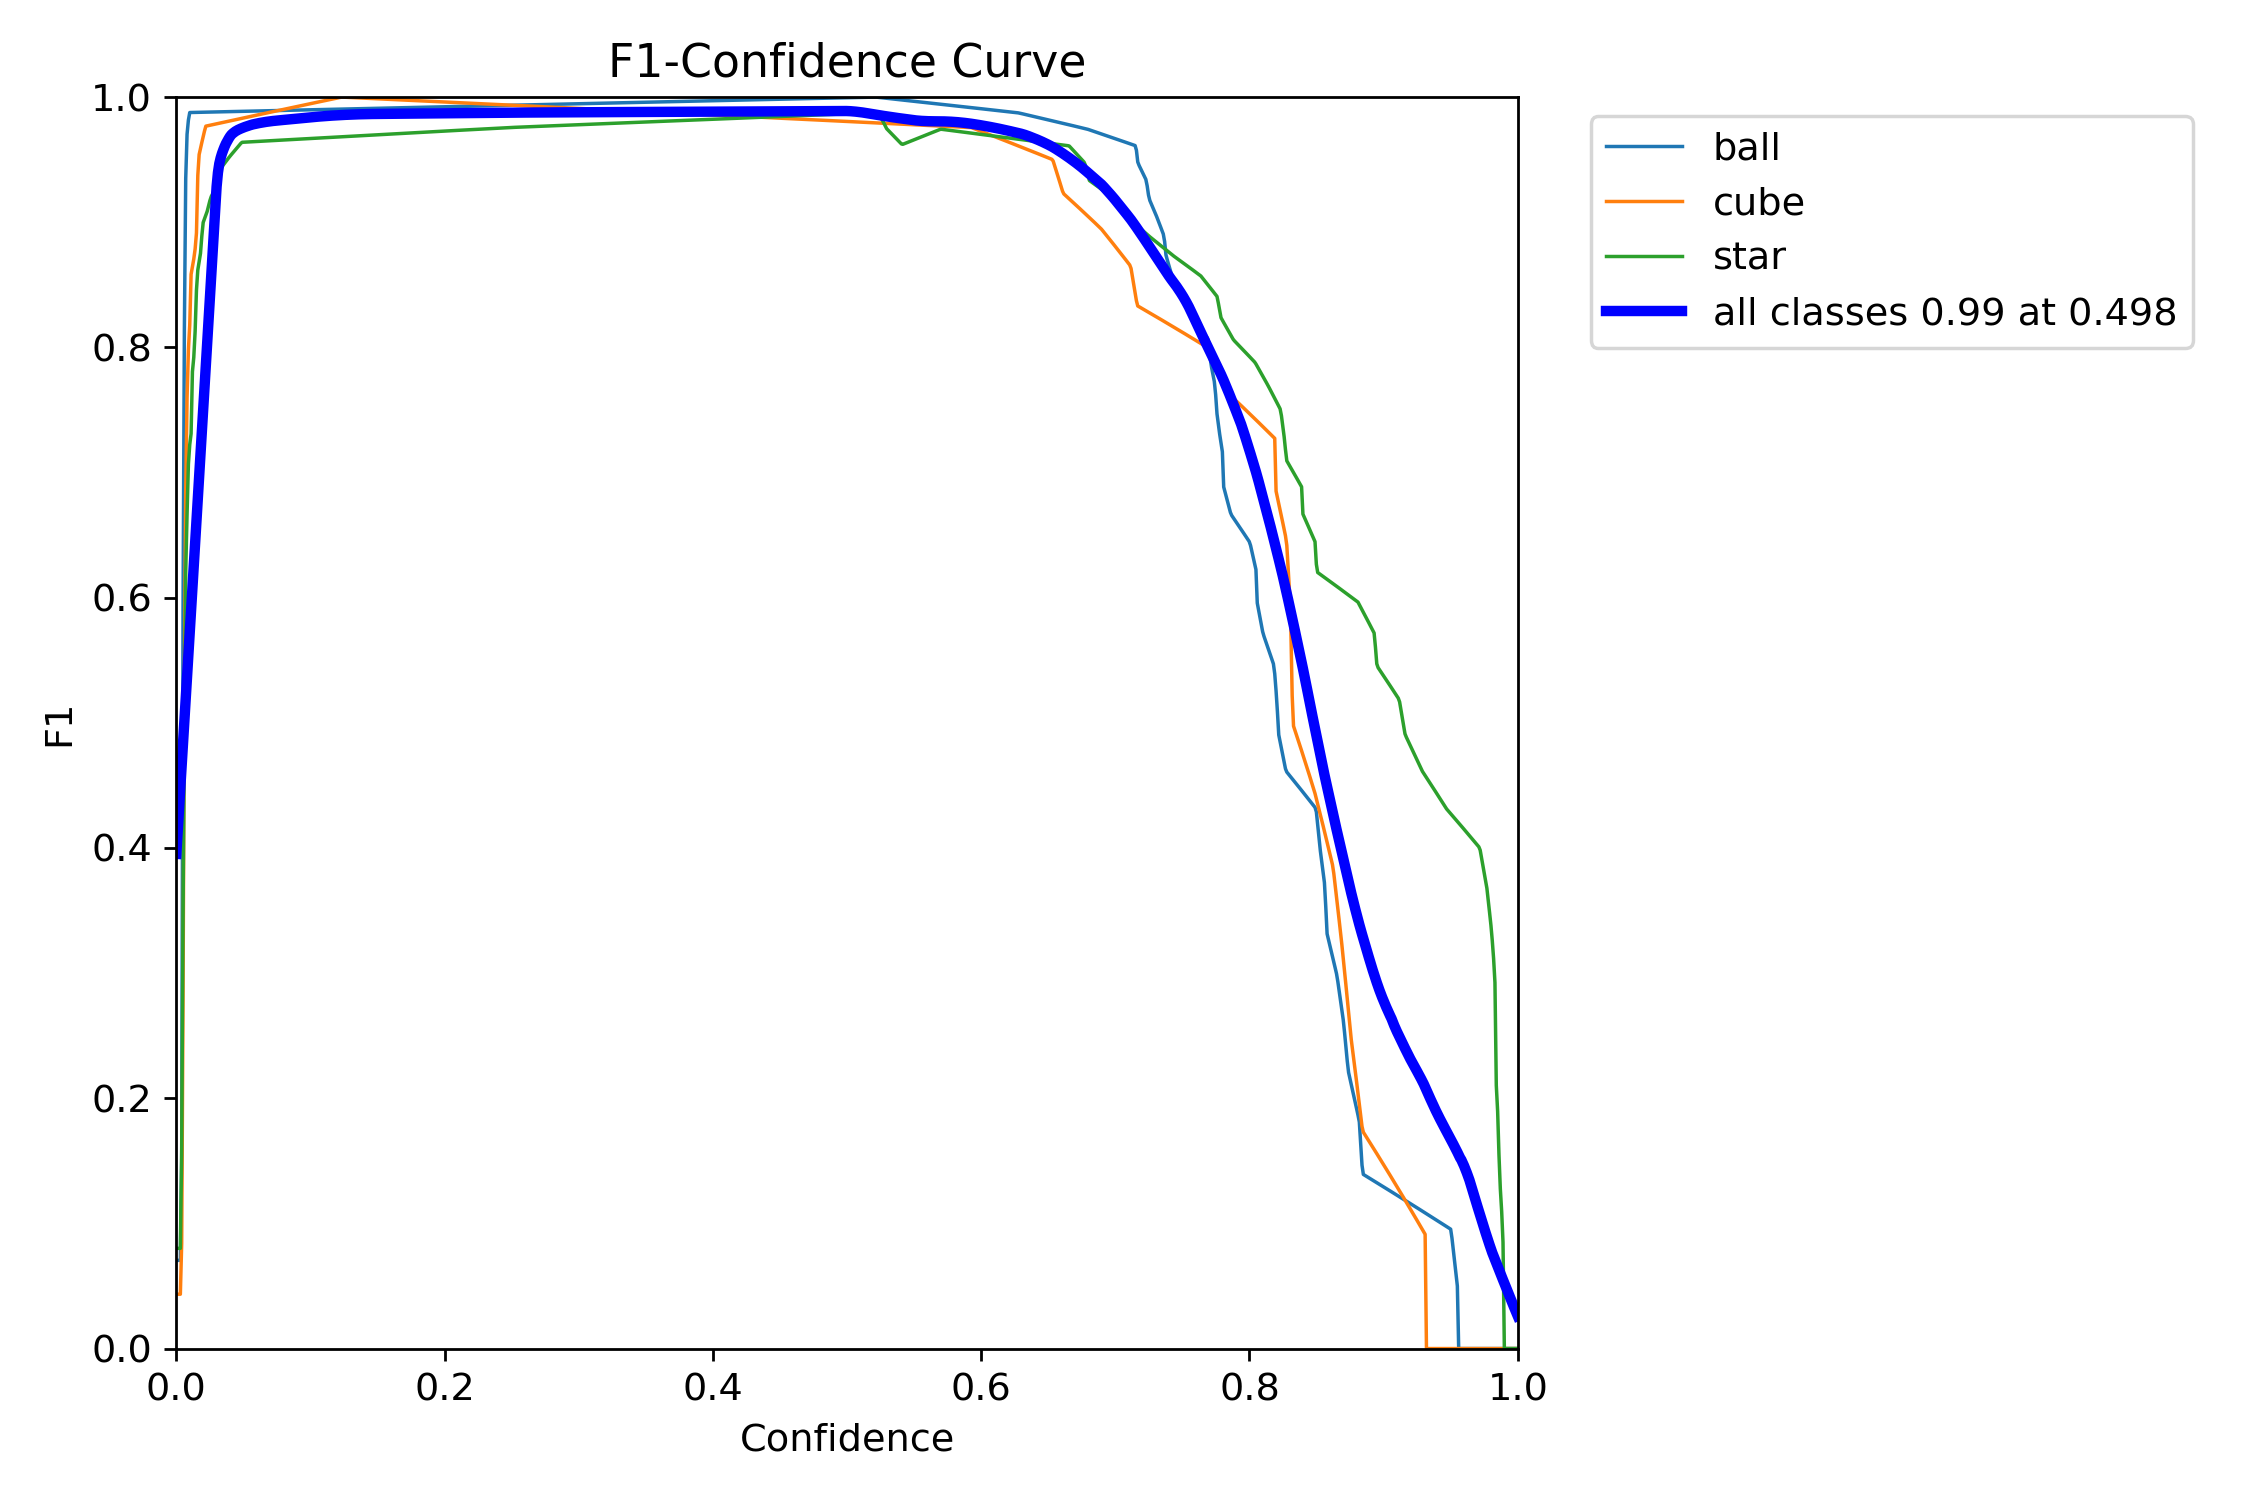 F1-Confidence Curve
1.0
0.8
0.6
0.4
0.2
0.0
F1
0.0 0.2 0.4 0.6 0.8 1.0
Confidence
ball
cube
star
all classes 0.99 at 0.498